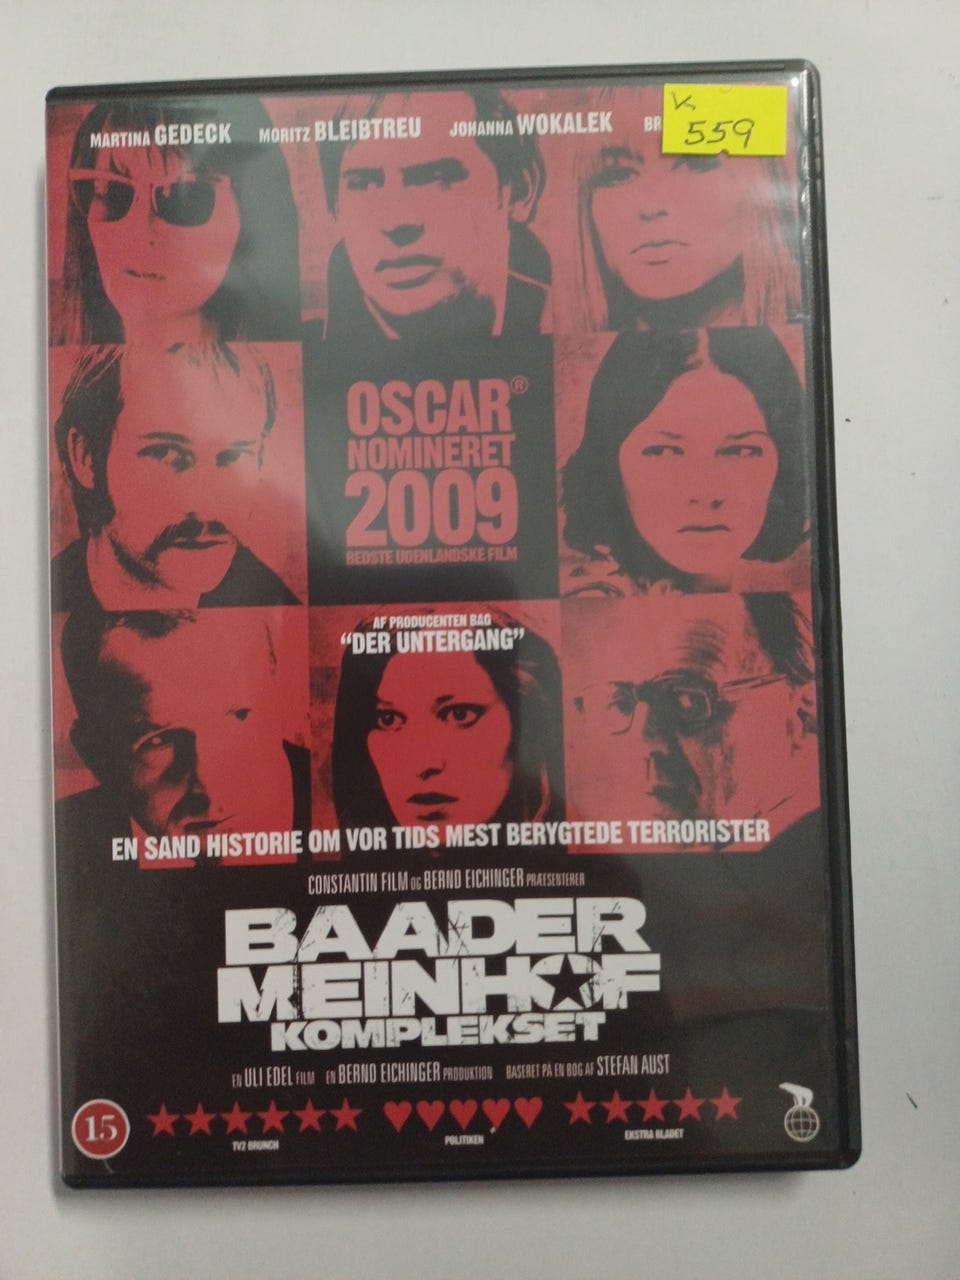 MARTINA GEDECK MORITZ BLEIBTREU JOHANNA WOKALEK BR
K 559
OSCAR®
NOMINERET
2009
BEDSTE UDENLANDSKE FILM
AF PRODUCENTEN BAG
“DER UNTERGANG”
EN SAND HISTORIE OM VOR TIDS MEST BERYGTEDE TERRORISTER
CONSTANTIN FILM OG BERND EICHINGER PRÆSENTERER
BAADER
MEINHOF
KOMPLEKSET
EN ULI EDEL FILM EN BERND EICHINGER PRODUKTION BASERET PÅ EN BOG AF STEFAN AUST
15
TV2 BRUNCH POLITIKEN EKSTRA BLADET